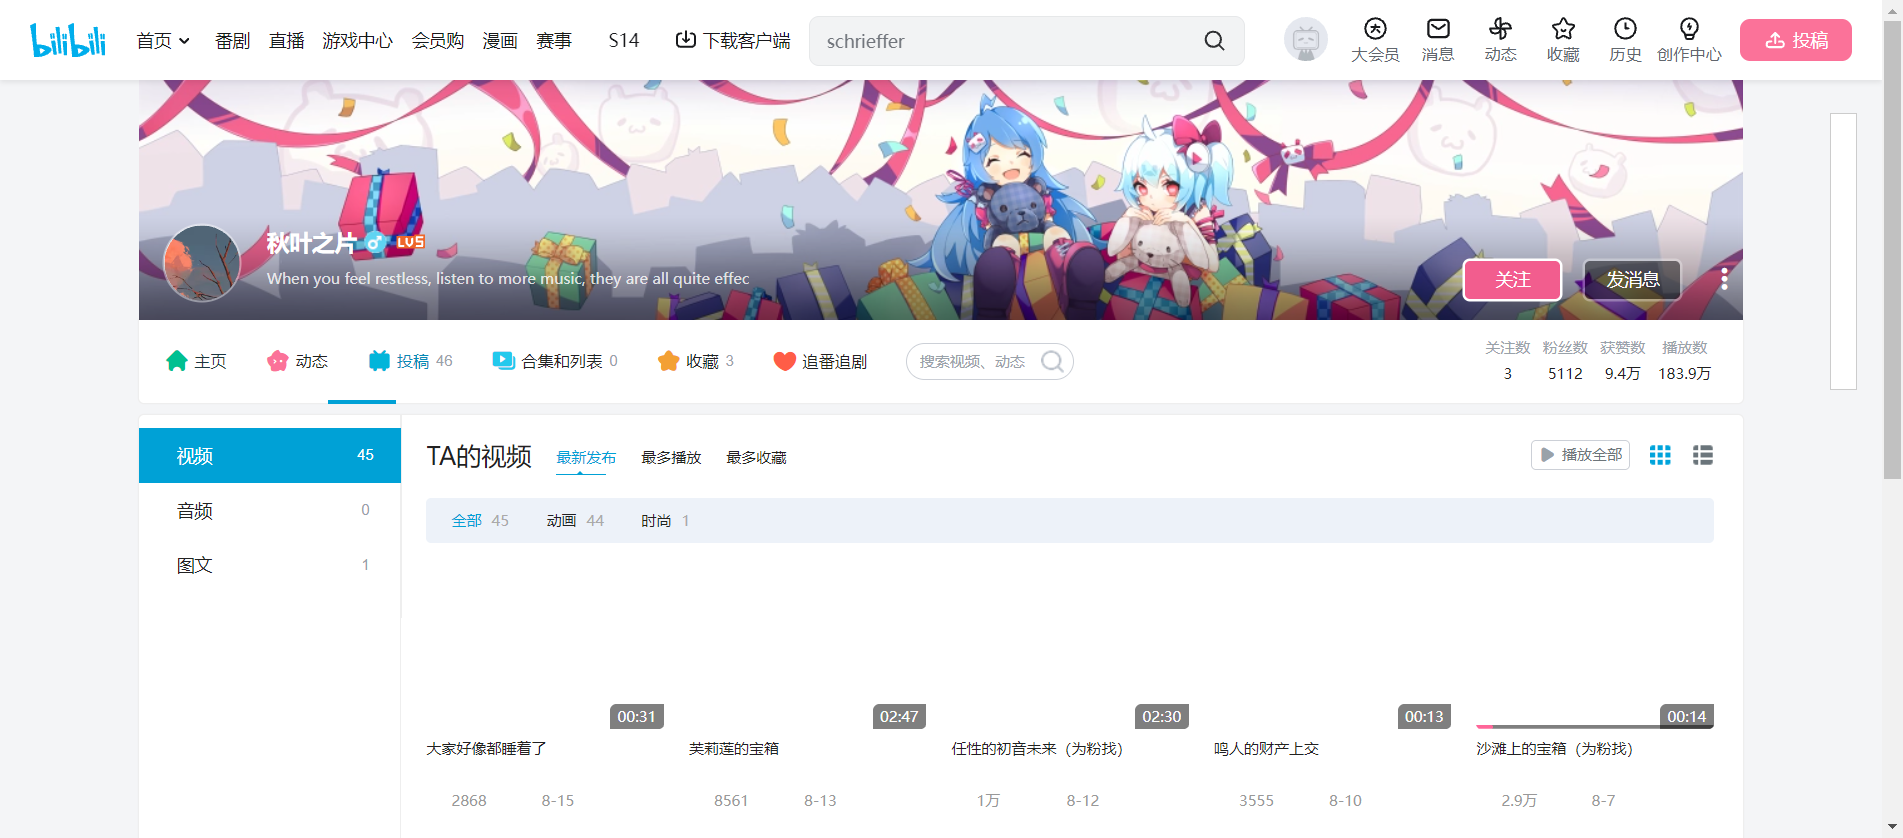 bilibili 首页 番剧 直播 游戏中心 会员购 漫画 赛事 S14 下载客户端 schrieffer 大会员 消息 动态 收藏 历史 创作中心 投稿
秋叶之片 LV5
When you feel restless, listen to more music, they are all quite effec
关注 发消息
主页 动态 投稿 46 合集和列表 0 收藏 3 追番追剧 搜索视频、动态
关注数 粉丝数 获赞数 播放数
3 5112 9.4万 183.9万
视频 45
音频 0
图文 1
TA的视频 最新发布 最多播放 最多收藏 播放全部
全部 45 动画 44 时尚 1
00:31 02:47 02:30 00:13 00:14
大家好像都睡着了 芙莉莲的宝箱 任性的初音未来（为粉找） 鸣人的财产上交 沙滩上的宝箱（为粉找）
2868 8-15 8561 8-13 1万 8-12 3555 8-10 2.9万 8-7